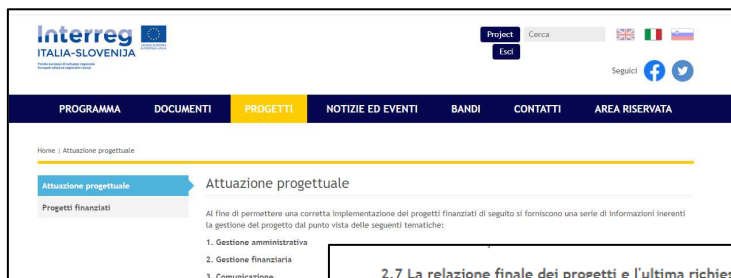 Interreg
ITALIA-SLOVENIJA
Project
Esci
Cerca
Seguici
PROGRAMMA DOCUMENTI PROGETTI NOTIZIE ED EVENTI BANDI CONTATTI AREA RISERVATA
Home | Attuazione progettuale
Attuazione progettuale
Progetti finanziati
Attuazione progettuale
Al fine di permettere una corretta implementazione dei progetti finanziati di seguito si forniscono una serie di informazioni inerenti
la gestione del progetto dal punto vista delle seguenti tematiche:
1. Gestione amministrativa
2. Gestione finanziaria
3. Comunicazione
2.7 La relazione finale dei progetti e l'ultima richies